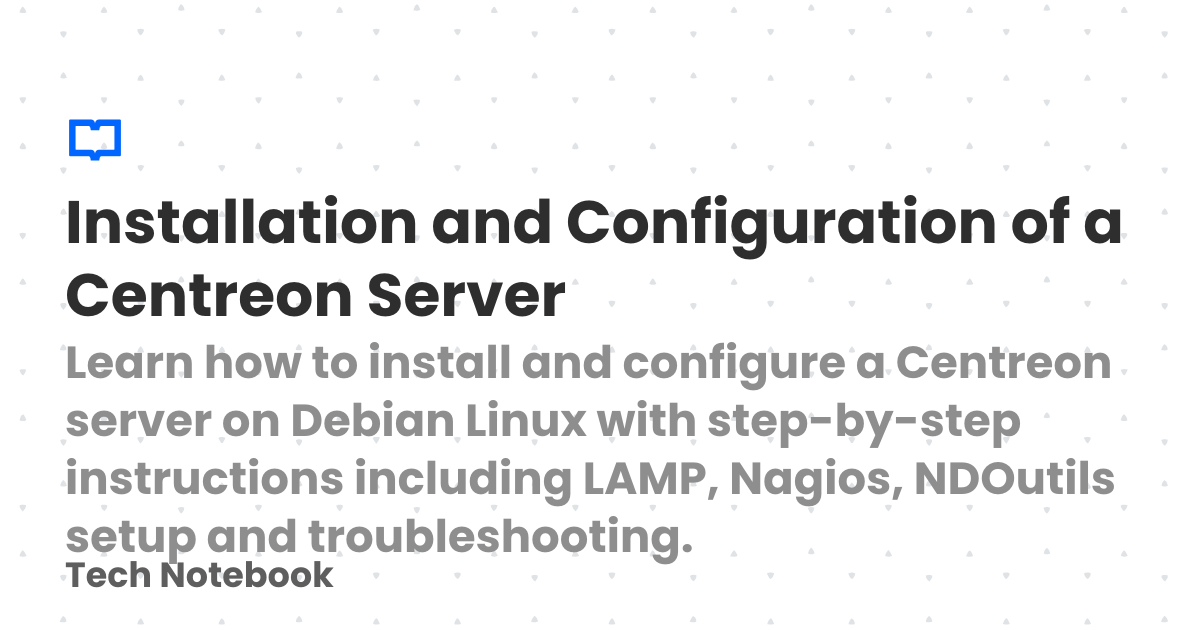 Installation and Configuration of a
Centreon Server
Learn how to install and configure a Centreon
server on Debian Linux with step-by-step
instructions including LAMP, Nagios, NDOutils
setup and troubleshooting.
Tech Notebook